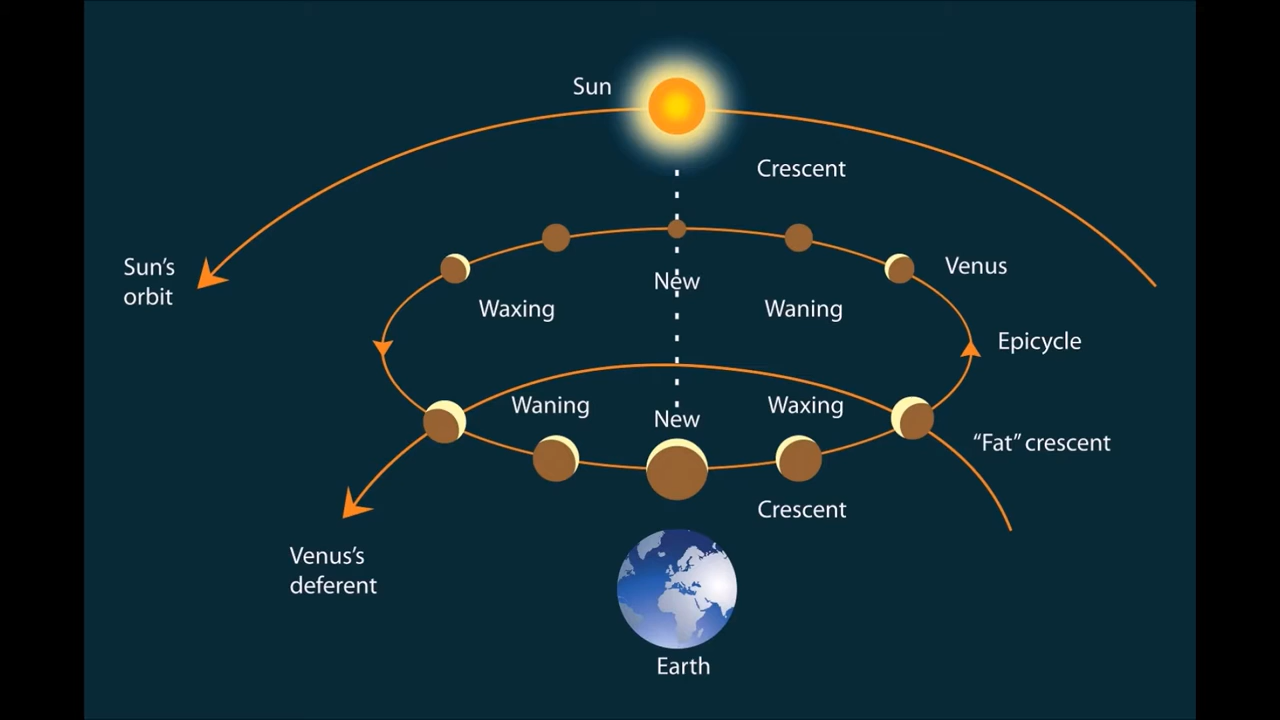 Sun
Crescent
Sun's
orbit
Venus
New
Waxing
Waning
Epicycle
Waning
New
Waxing
“Fat” crescent
Crescent
Venus's
deferent
Earth